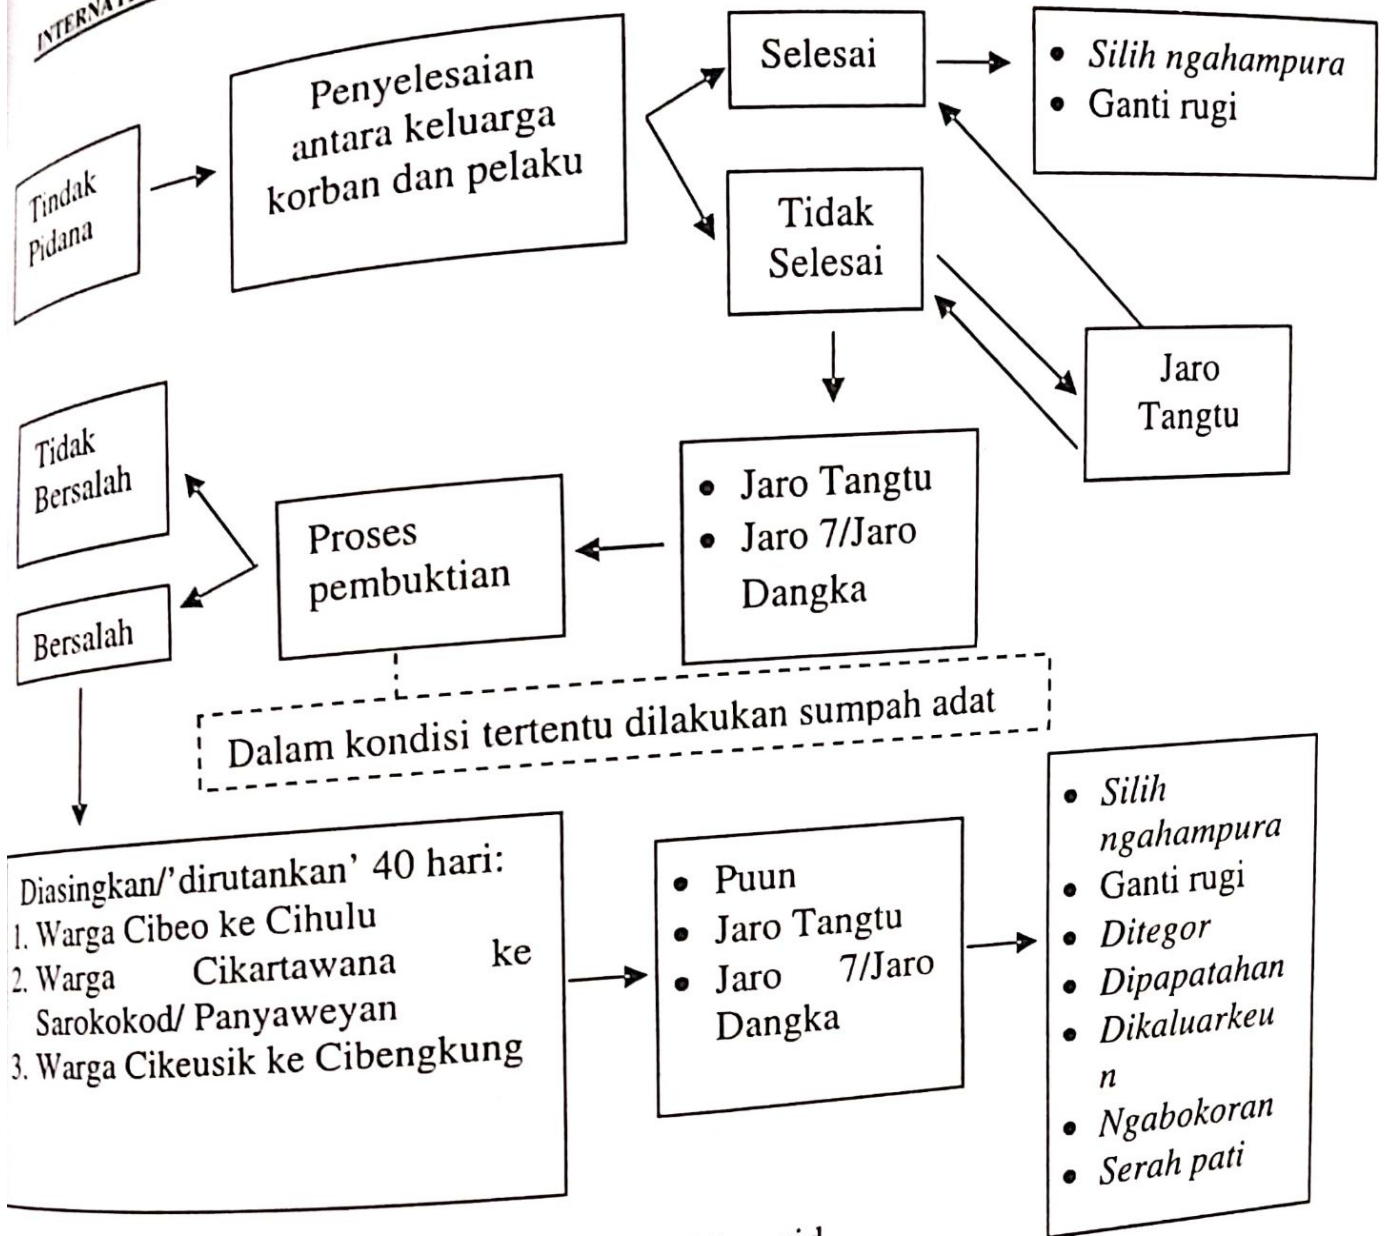 Penyelesaian
antara keluarga
korban dan pelaku
Selesai
• Silih ngahampura
• Ganti rugi
Tindak
Pidana
Tidak
Selesai
Jaro
Tangtu
Tidak
Bersalah
Bersalah
Proses
pembuktian
• Jaro Tangtu
• Jaro 7/Jaro
Dangka
Dalam kondisi tertentu dilakukan sumpah adat
Diasingkan/’dirutankan’ 40 hari:
1. Warga Cibeo ke Cihulu
2. Warga Cikartawana ke
Sarokokod/ Panyaweyan
3. Warga Cikeusik ke Cibengkung
• Puun
• Jaro Tangtu
• Jaro 7/Jaro
Dangka
• Silih
ngahampura
• Ganti rugi
• Ditegor
• Dipapatahan
• Dikaluarkeu
n
• Ngabokoran
• Serah pati